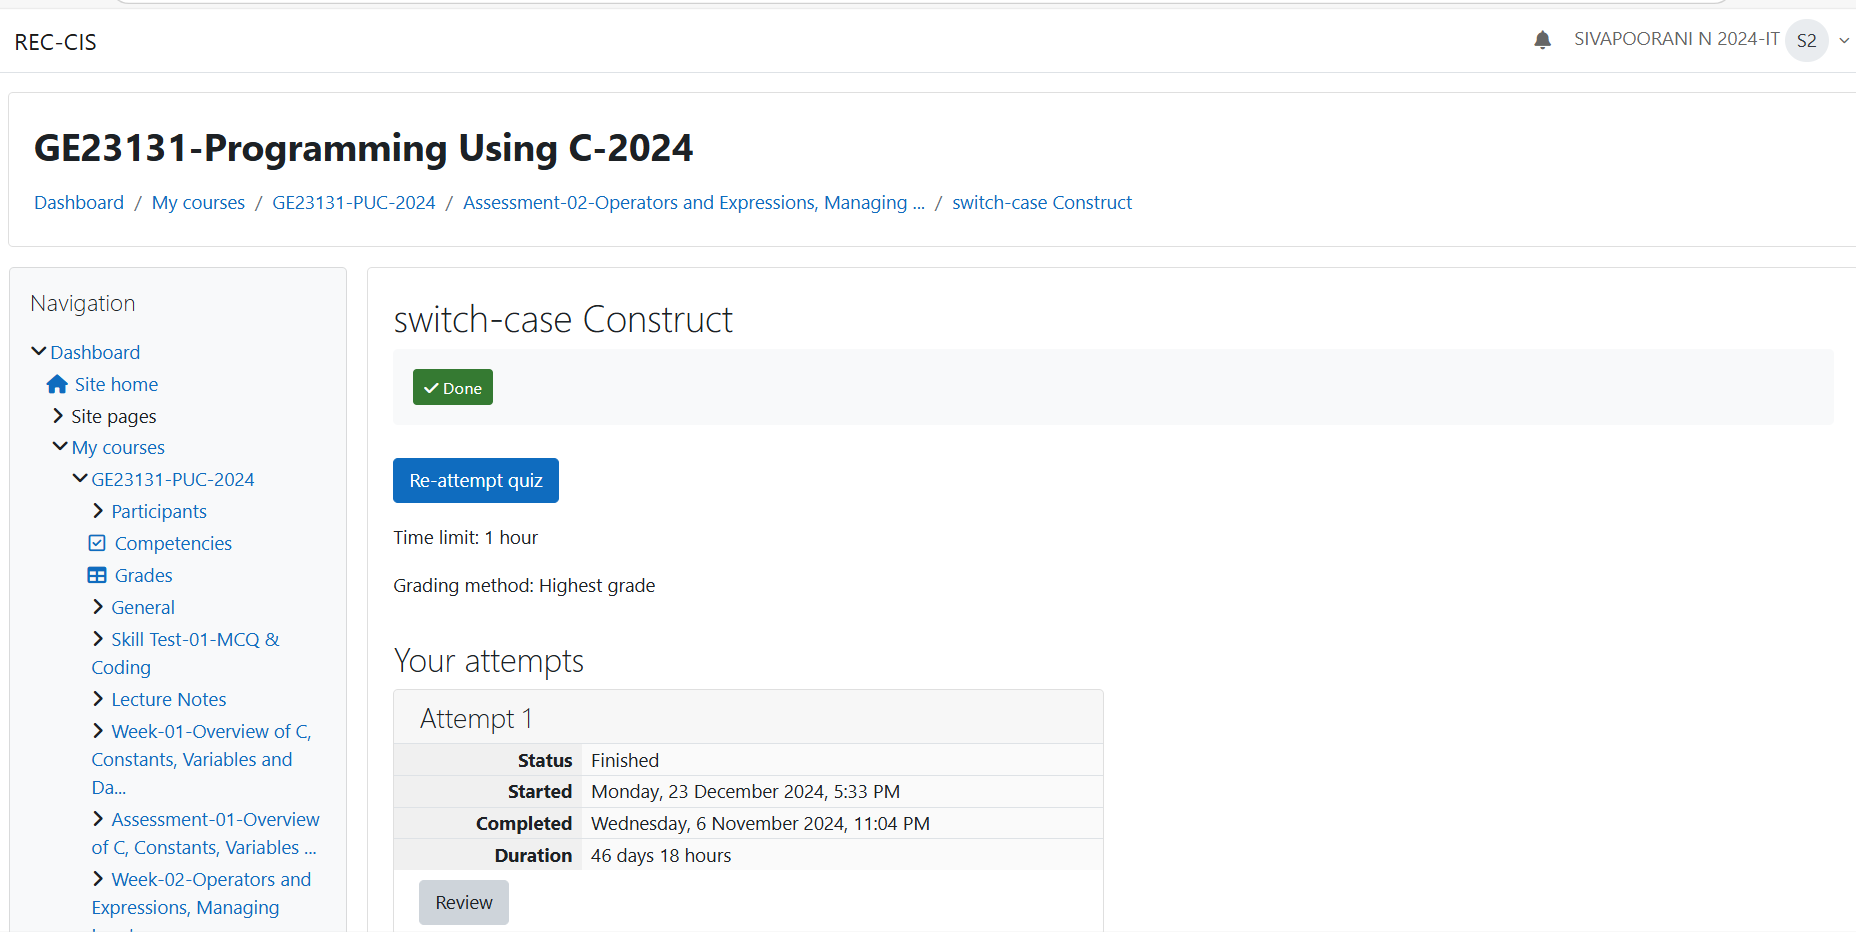 REC-CIS
SIVAPOORANI N 2024-IT S2
GE23131-Programming Using C-2024
Dashboard / My courses / GE23131-PUC-2024 / Assessment-02-Operators and Expressions, Managing ... / switch-case Construct
Navigation
Dashboard
Site home
Site pages
My courses
GE23131-PUC-2024
Participants
Competencies
Grades
General
Skill Test-01-MCQ &
Coding
Lecture Notes
Week-01-Overview of C,
Constants, Variables and
Da...
Assessment-01-Overview
of C, Constants, Variables ...
Week-02-Operators and
Expressions, Managing
switch-case Construct
Done
Re-attempt quiz
Time limit: 1 hour
Grading method: Highest grade
Your attempts
Attempt 1
Status Finished
Started Monday, 23 December 2024, 5:33 PM
Completed Wednesday, 6 November 2024, 11:04 PM
Duration 46 days 18 hours
Review